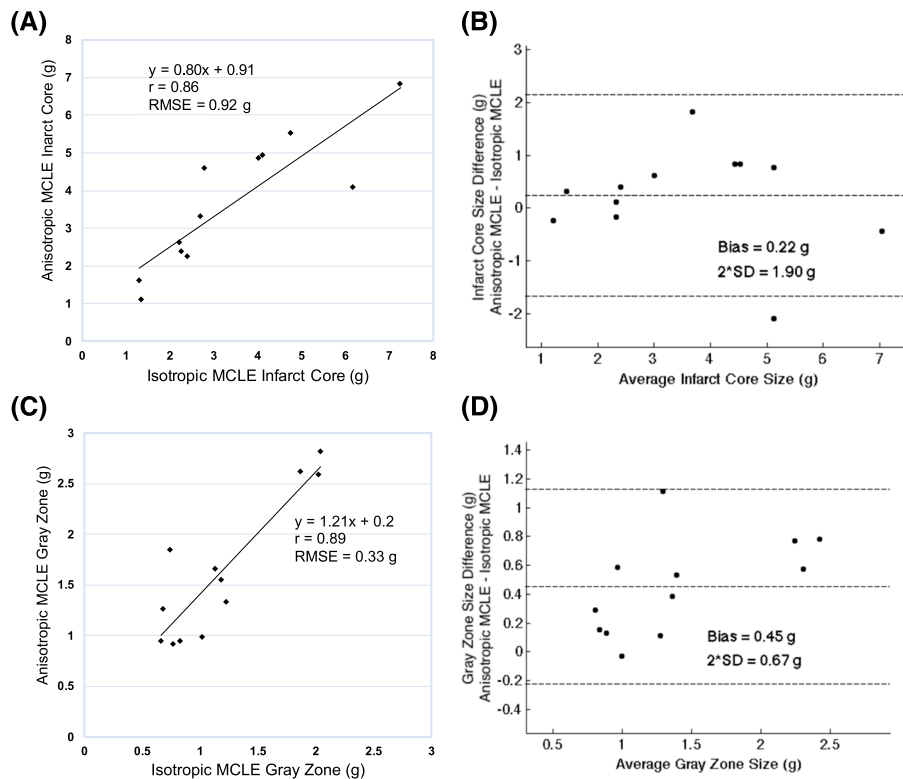 (A)
8
7
6
5
4
3
2
1
0
0 1 2 3 4 5 6 7 8
Anisotropic MCLE Inarct Core (g)
y = 0.80x + 0.91
r = 0.86
RMSE = 0.92 g
Isotropic MCLE Infarct Core (g)
(B)
3
2
1
0
-1
-2
1 2 3 4 5 6 7
Infarct Core Size Difference (g)
Anisotropic MCLE - Isotropic MCLE
Bias = 0.22 g
2*SD = 1.90 g
Average Infarct Core Size (g)
(C)
3
2.5
2
1.5
1
0.5
0
0 0.5 1 1.5 2 2.5 3
Anisotropic MCLE Gray Zone (g)
y = 1.21x + 0.2
r = 0.89
RMSE = 0.33 g
Isotropic MCLE Gray Zone (g)
(D)
1.4
1.2
1
0.8
0.6
0.4
0.2
0
-0.2
-0.4
0.5 1 1.5 2 2.5
Gray Zone Size Difference (g)
Anisotropic MCLE - Isotropic MCLE
Bias = 0.45 g
2*SD = 0.67 g
Average Gray Zone Size (g)